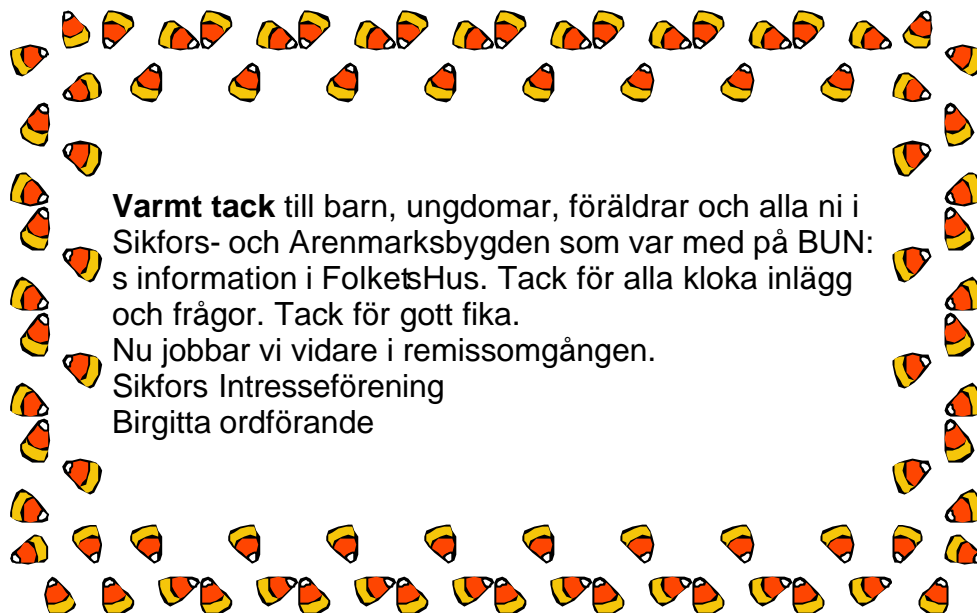 Varmt tack till barn, ungdomar, föräldrar och alla ni i
Sikfors- och Arenmarksbygden som var med på BUN:
s information i FolketsHus. Tack för alla kloka inlägg
och frågor. Tack för gott fika.
Nu jobbar vi vidare i remissomgången.
Sikfors Intresseförening
Birgitta ordförande